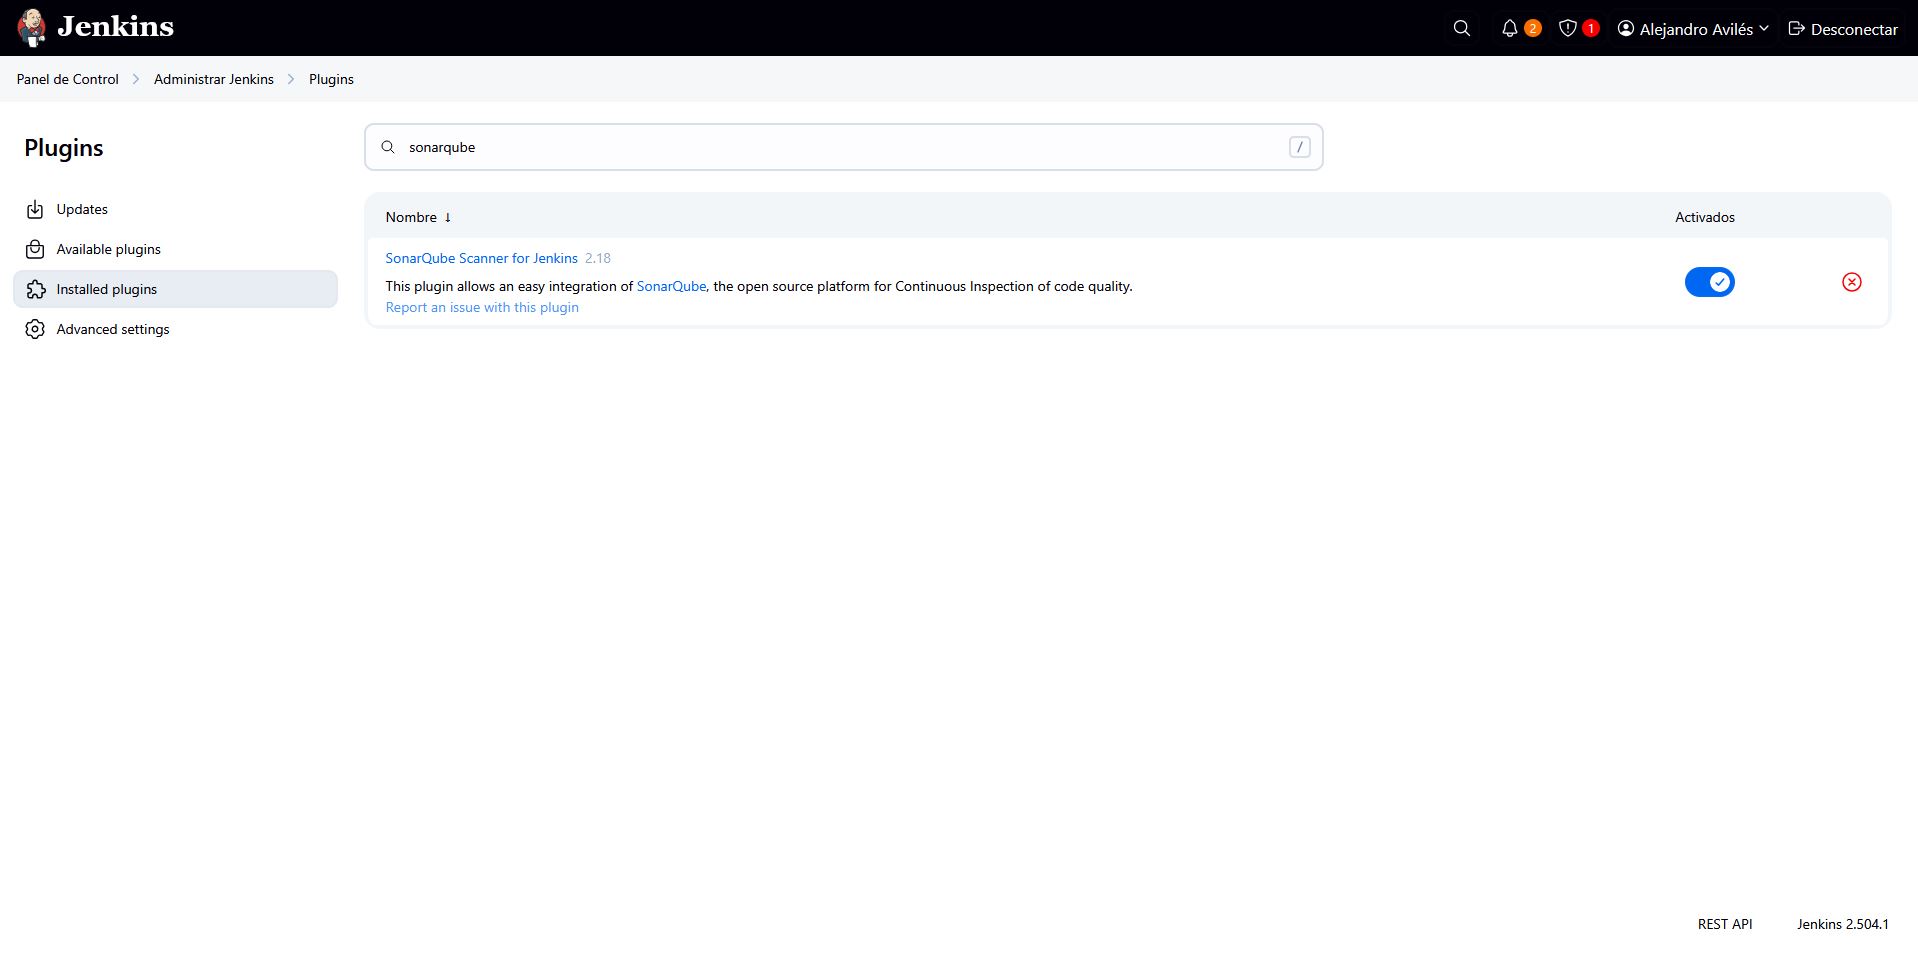 Jenkins
2
1
Alejandro Avilés
Desconectar
Panel de Control
Administrar Jenkins
Plugins
Plugins
Updates
Available plugins
Installed plugins
Advanced settings
sonarqube
/
Nombre ↓
Activados
SonarQube Scanner for Jenkins 2.18
This plugin allows an easy integration of SonarQube, the open source platform for Continuous Inspection of code quality.
Report an issue with this plugin
REST API
Jenkins 2.504.1